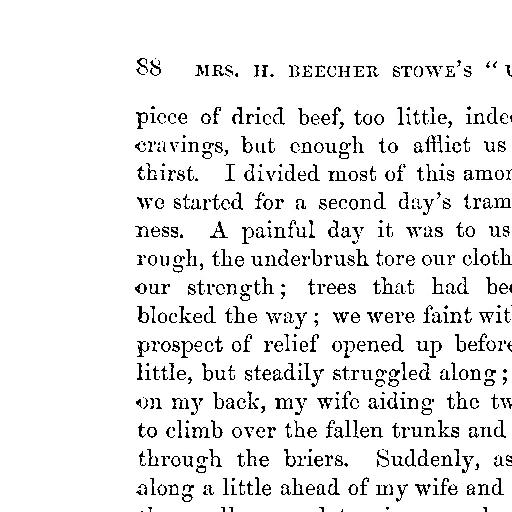 88 MRS. H. BEECHER STOWE'S "
piece of dried beef, too little, inde
cravings, but enough to afflict us
thirst. I divided most of this amon
we started for a second day's tram
ness. A painful day it was to us
rough, the underbrush tore our cloth
our strength; trees that had bee
blocked the way; we were faint wit
prospect of relief opened up before
little, but steadily struggled along;
on my back, my wife aiding the tw
to climb over the fallen trunks and
through the briers. Suddenly, as
along a little ahead of my wife and